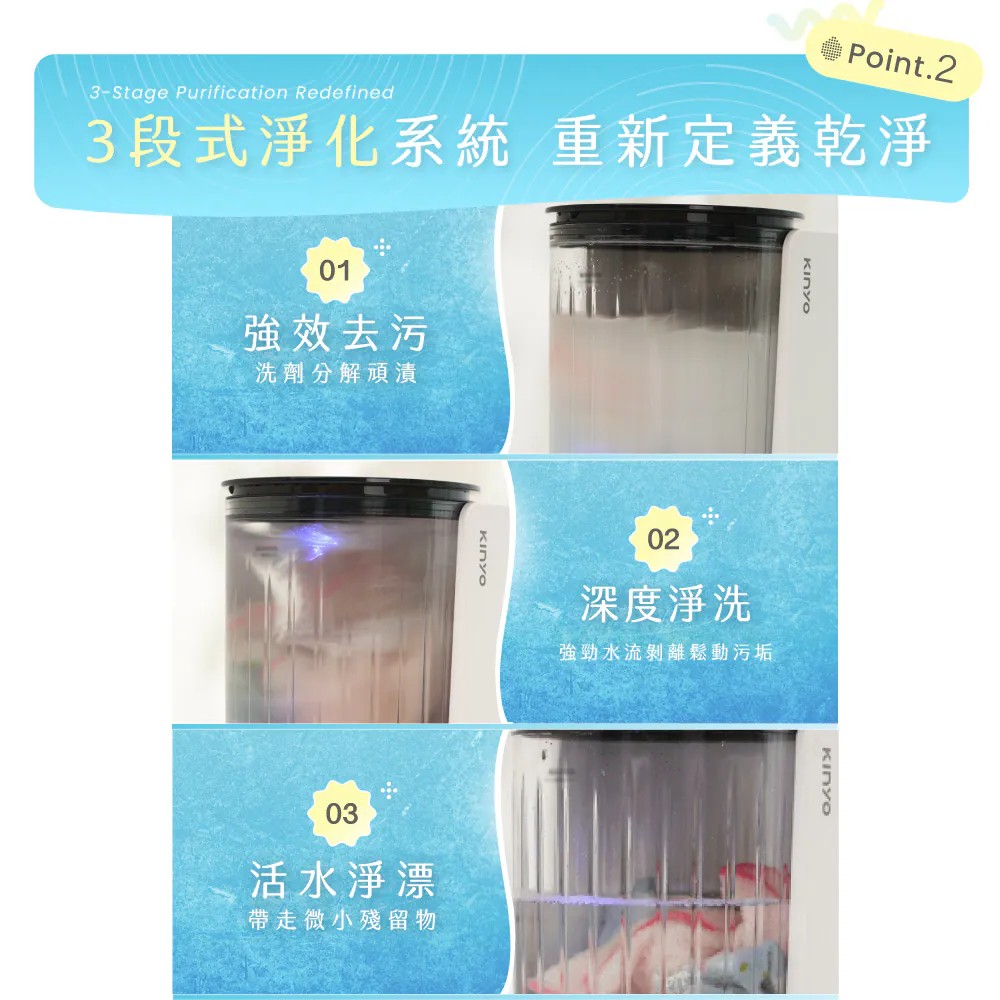 Point.2
3-Stage Purification Redefined
3段式淨化系統 重新定義乾淨
01
強效去污
洗劑分解頑漬
KINYO
KINYO
02
深度淨洗
強勁水流剝離鬆動污垢
03
活水淨漂
帶走微小殘留物
KINYO